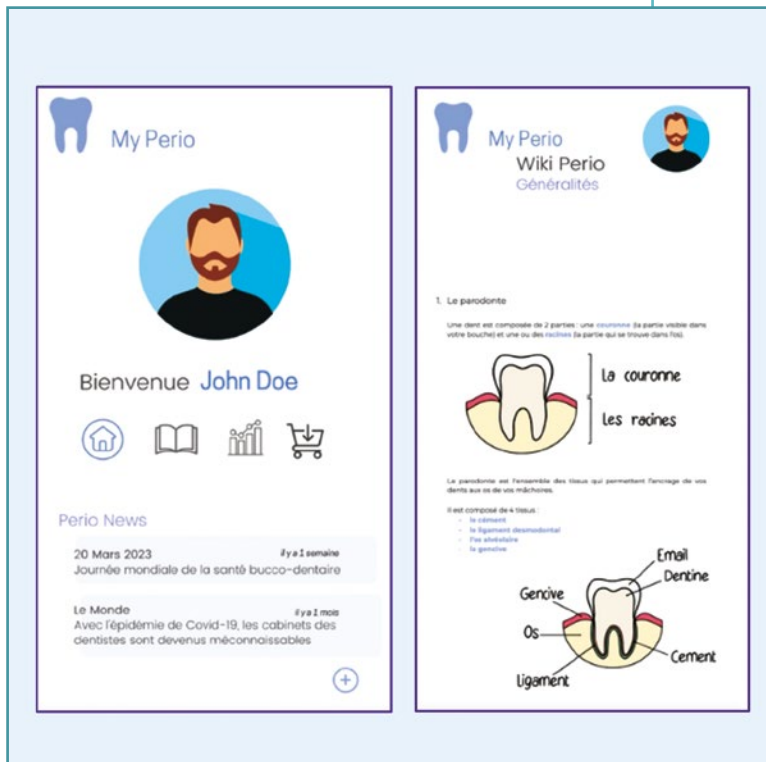 My Perio
Bienvenue John Doe
Perio News
20 Mars 2023 il y a 1 semaine
Journée mondiale de la santé bucco-dentaire
Le Monde il y a 1 mois
Avec l'épidémie de Covid-19, les cabinets des
dentistes sont devenus méconnaissables
My Perio
Wiki Perio
Généralités
1. Le parodonte
Une dent est composée de 2 parties : une couronne (la partie visible dans
votre bouche) et une ou des racines (la partie qui se trouve dans l'os).
La couronne
Les racines
Le parodonte est l'ensemble des tissus qui permettent l'ancrage de vos
dents aux os de vos mâchoires.
Il est composé de 4 tissus :
- le cément
- le ligament desmodontal
- l'os alvéolaire
- la gencive
Email
Dentine
Gencive
Os
Cement
Ligament